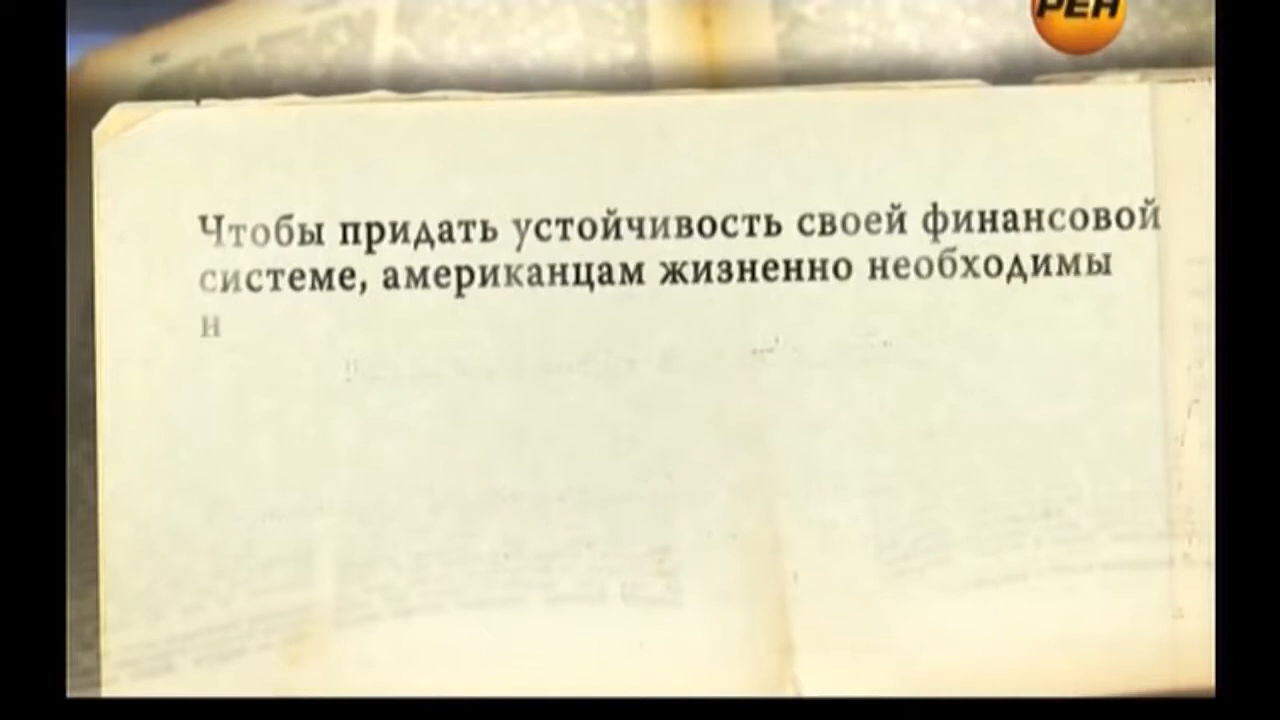 РЕН
Чтобы придать устойчивость своей финансовой
системе, американцам жизненно необходимы
н